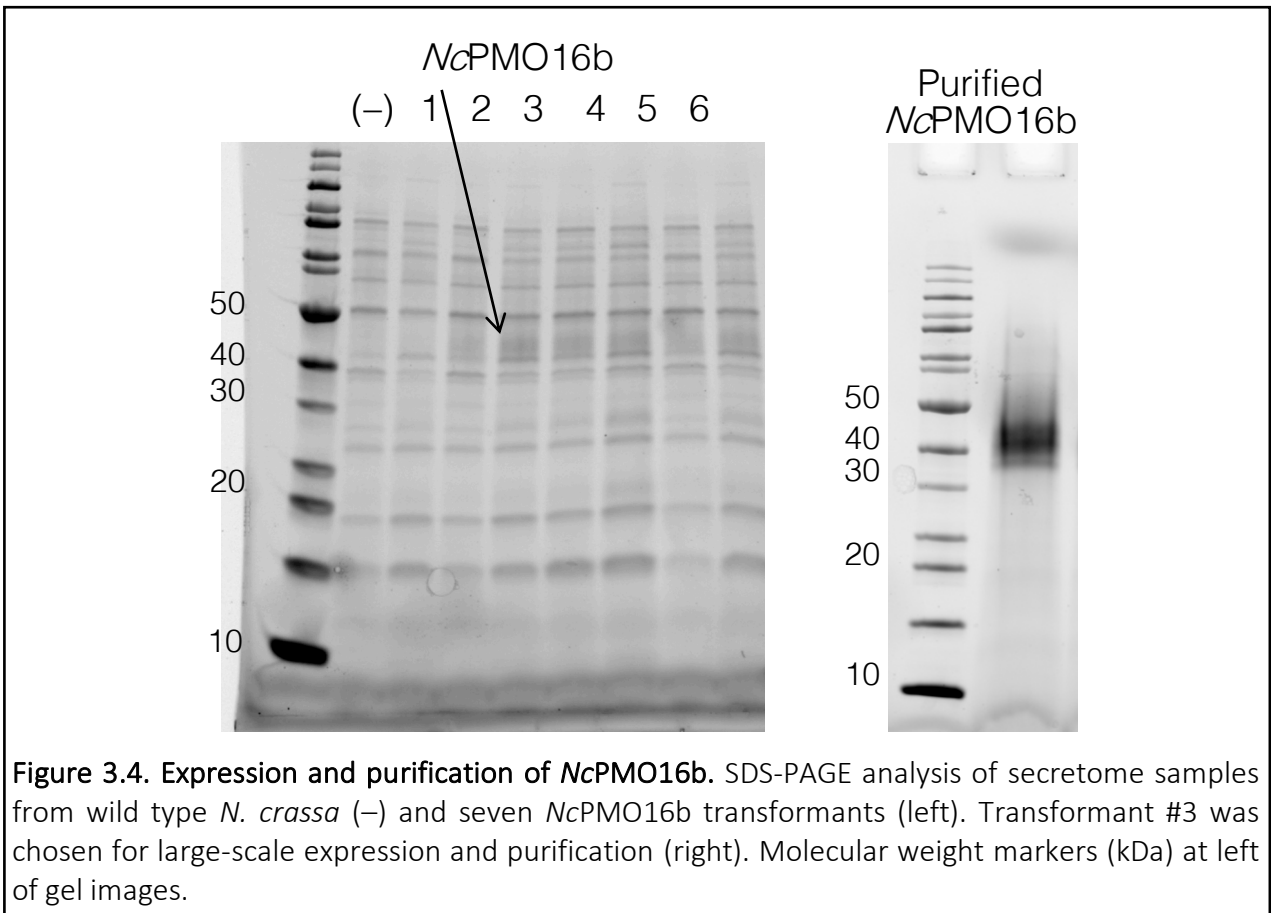 NcPMO16b
(–) 1 2 3 4 5 6
50
40
30
20
10
Purified
NcPMO16b
50
40
30
20
10
Figure 3.4. Expression and purification of NcPMO16b. SDS-PAGE analysis of secretome samples
from wild type N. crassa (–) and seven NcPMO16b transformants (left). Transformant #3 was
chosen for large-scale expression and purification (right). Molecular weight markers (kDa) at left
of gel images.